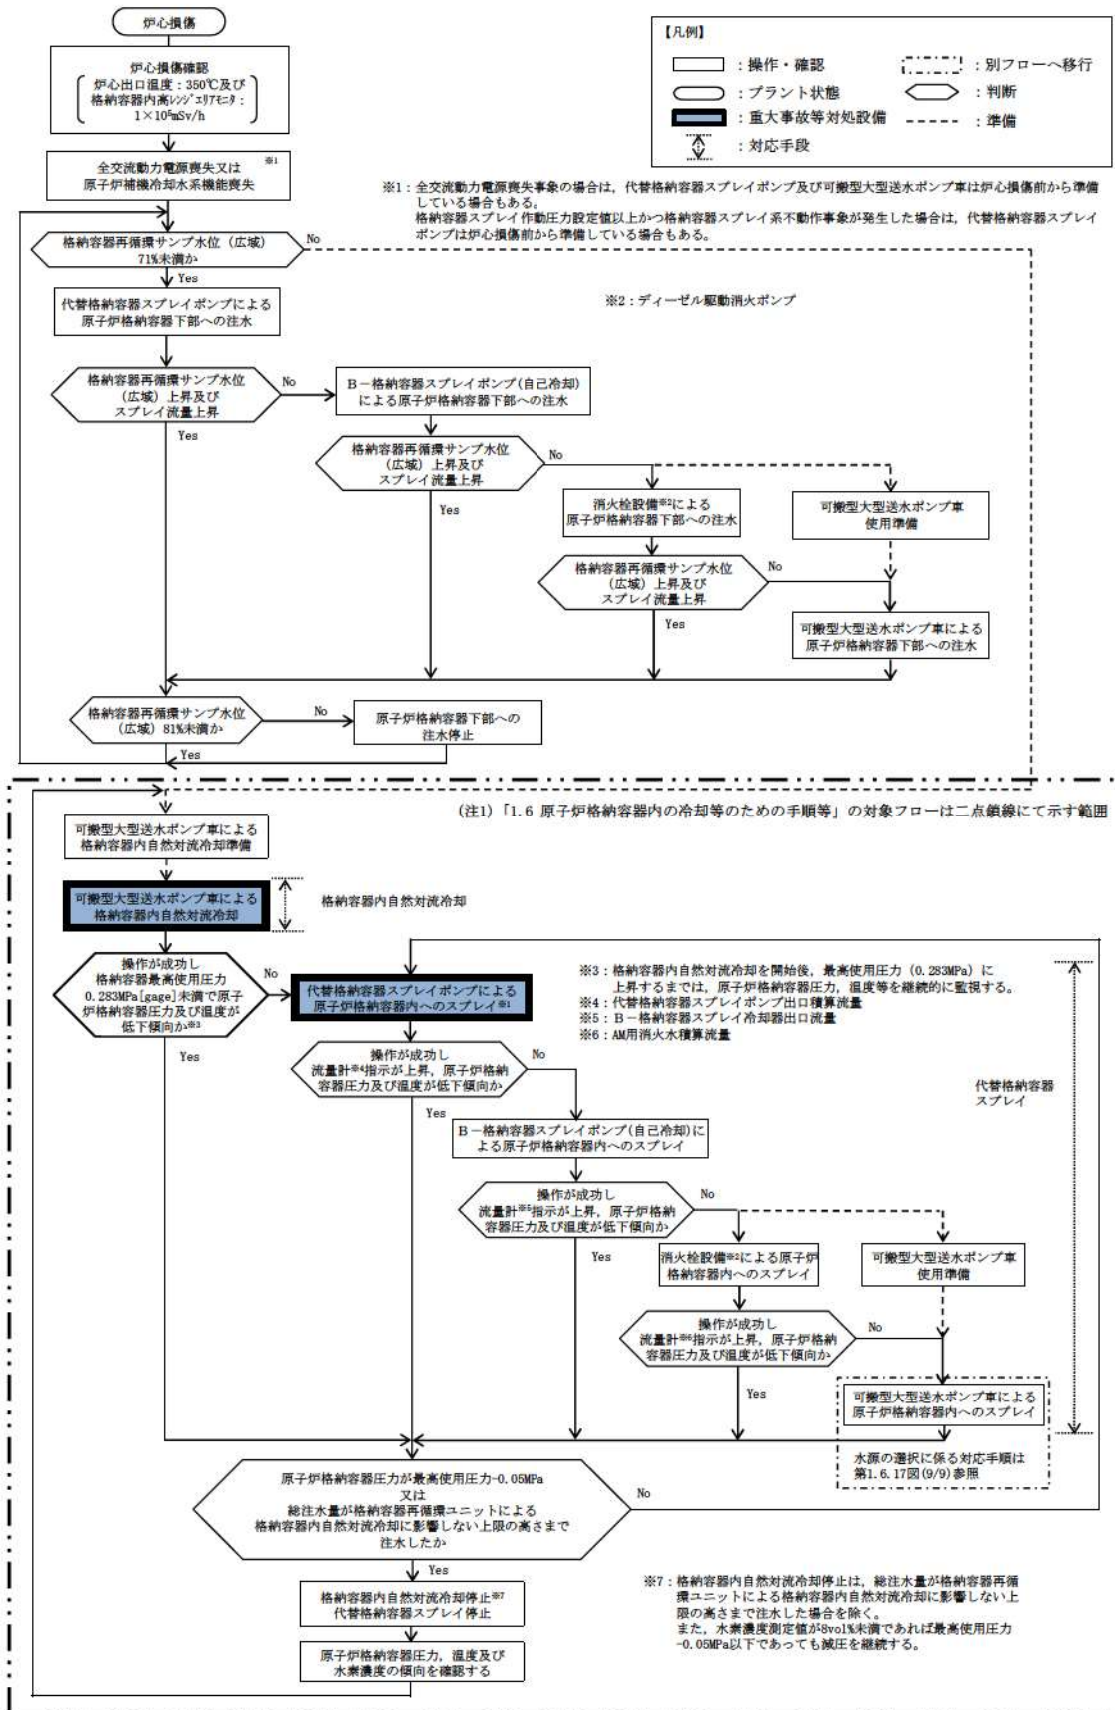 炉心損傷
炉心損傷確認
炉心出口温度：350℃及び
格納容器内高ﾚﾝｼﾞｴﾘｱﾓﾆﾀ：
1×10⁵mSv/h
全交流動力電源喪失又は ※1
原子炉補機冷却水系機能喪失
【凡例】
：操作・確認
：別フローへ移行
：プラント状態
：判断
：重大事故等対処設備
：準備
：対応手段
※1：全交流動力電源喪失事象の場合は，代替格納容器スプレイポンプ及び可搬型大型送水ポンプ車は炉心損傷前から準備
している場合もある。
格納容器スプレイ作動圧力設定値以上かつ格納容器スプレイ系不動作事象が発生した場合は，代替格納容器スプレイ
ポンプは炉心損傷前から準備している場合もある。
格納容器再循環サンプ水位（広域）
71%未満か
No
Yes
代替格納容器スプレイポンプによる
原子炉格納容器下部への注水
※2：ディーゼル駆動消火ポンプ
格納容器再循環サンプ水位
（広域）上昇及び
スプレイ流量上昇
No
Yes
B－格納容器スプレイポンプ(自己冷却)
による原子炉格納容器下部への注水
格納容器再循環サンプ水位
（広域）上昇及び
スプレイ流量上昇
No
Yes
消火栓設備※2による
原子炉格納容器下部への注水
可搬型大型送水ポンプ車
使用準備
格納容器再循環サンプ水位
（広域）上昇及び
スプレイ流量上昇
No
Yes
可搬型大型送水ポンプ車による
原子炉格納容器下部への注水
格納容器再循環サンプ水位
（広域）81%未満か
No
Yes
原子炉格納容器下部への
注水停止
(注1)「1.6 原子炉格納容器内の冷却等のための手順等」の対象フローは二点鎖線にて示す範囲
可搬型大型送水ポンプ車による
格納容器内自然対流冷却準備
可搬型大型送水ポンプ車による
格納容器内自然対流冷却
格納容器内自然対流冷却
操作が成功し
格納容器最高使用圧力
0.283MPa[gage]未満で原子
炉格納容器圧力及び温度が
低下傾向か※3
No
Yes
代替格納容器スプレイポンプによる
原子炉格納容器内へのスプレイ※1
※3：格納容器内自然対流冷却を開始後，最高使用圧力（0.283MPa）に
上昇するまでは，原子炉格納容器圧力，温度等を継続的に監視する。
※4：代替格納容器スプレイポンプ出口積算流量
※5：B－格納容器スプレイ冷却器出口流量
※6：AM用消火水積算流量
操作が成功し
流量計※4指示が上昇，原子炉格納
容器圧力及び温度が低下傾向か
No
Yes
代替格納容器
スプレイ
B－格納容器スプレイポンプ(自己冷却)に
よる原子炉格納容器内へのスプレイ
操作が成功し
流量計※5指示が上昇，原子炉格納
容器圧力及び温度が低下傾向か
No
Yes
消火栓設備※2による原子炉
格納容器内へのスプレイ
可搬型大型送水ポンプ車
使用準備
操作が成功し
流量計※6指示が上昇，原子炉格納
容器圧力及び温度が低下傾向か
No
Yes
可搬型大型送水ポンプ車による
原子炉格納容器内へのスプレイ
水源の選択に係る対応手順は
第1.6.17図(9/9)参照
原子炉格納容器圧力が最高使用圧力-0.05MPa
又は
総注水量が格納容器再循環ユニットによる
格納容器内自然対流冷却に影響しない上限の高さまで
注水したか
No
Yes
格納容器内自然対流冷却停止※7
代替格納容器スプレイ停止
※7：格納容器内自然対流冷却停止は，総注水量が格納容器再循
環ユニットによる格納容器内自然対流冷却に影響しない上
限の高さまで注水した場合を除く。
また，水素濃度測定値が8vol%未満であれば最高使用圧力
-0.05MPa以下であっても減圧を継続する。
原子炉格納容器圧力，温度及び
水素濃度の傾向を確認する